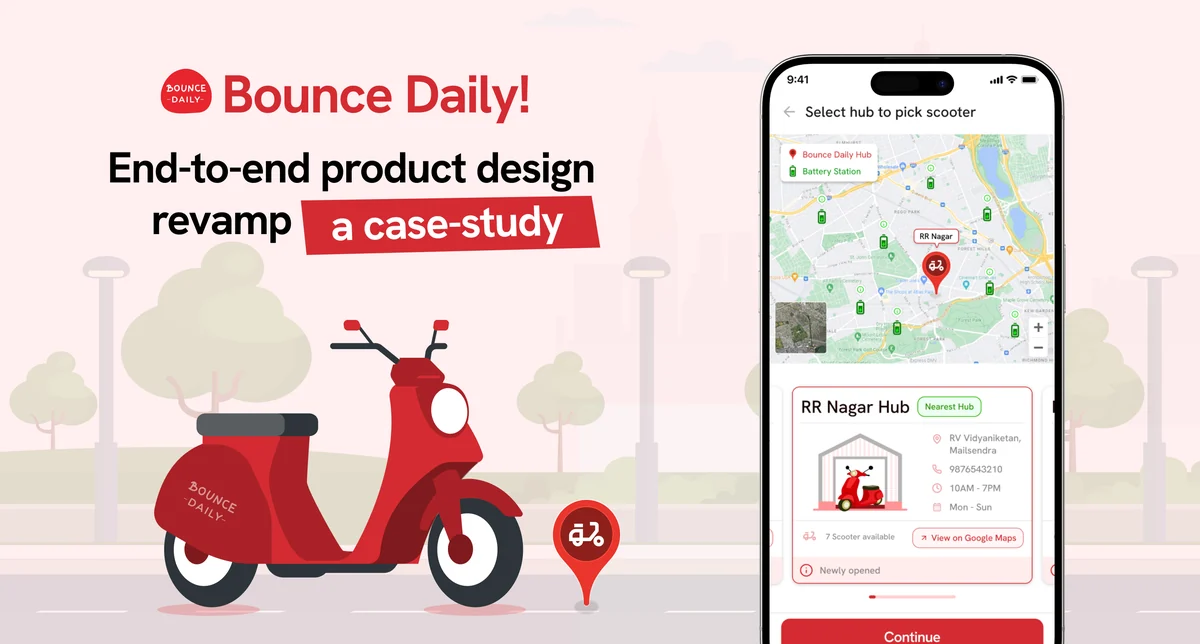 BOUNCE
-DAILY-
Bounce Daily!
End-to-end product design
revamp a case-study
BOUNCE
-DAILY-
9:41
Select hub to pick scooter
Bounce Daily Hub
Battery Station
RR Nagar
FOREST HILLS
RR Nagar Hub
Nearest Hub
RV Vidyaniketan,
Mailsendra
9876543210
10AM - 7PM
Mon - Sun
7 Scooter available
View on Google Maps
Newly opened
Continue